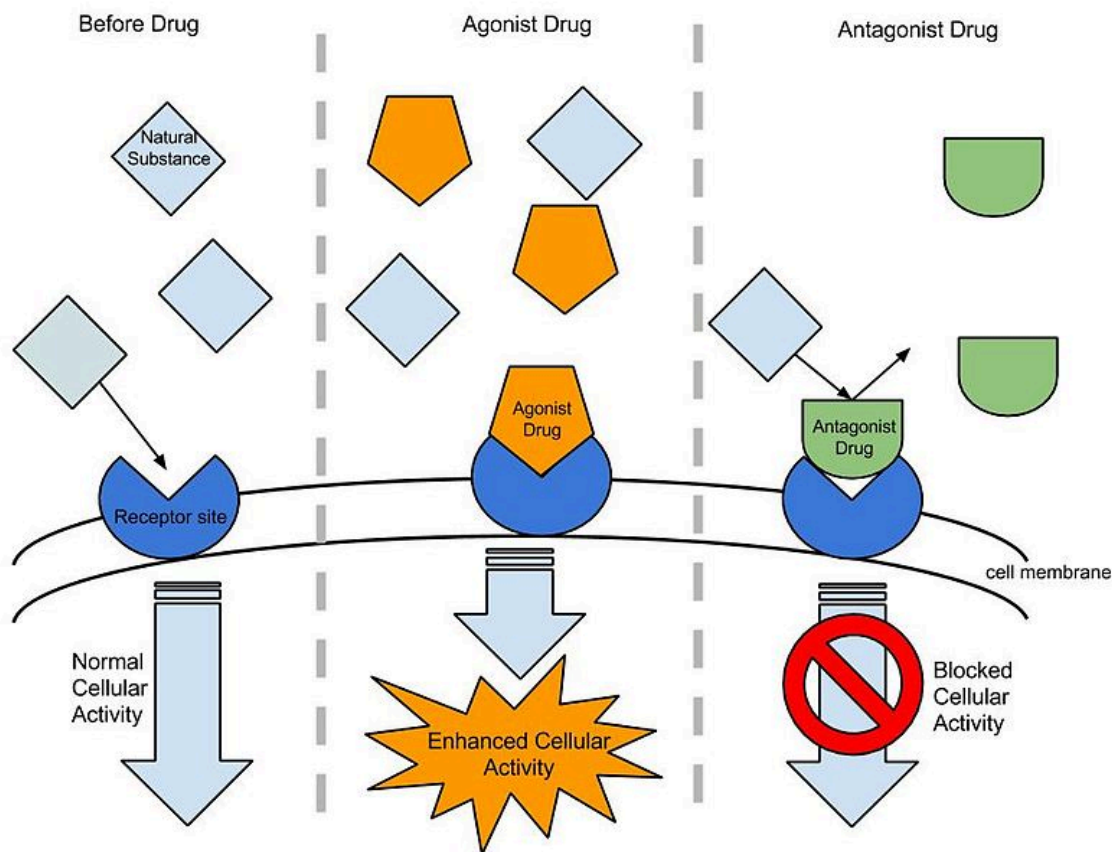 Before Drug
Agonist Drug
Antagonist Drug
Natural
Substance
Agonist
Drug
Antagonist
Drug
Receptor site
cell membrane
Normal
Cellular
Activity
Enhanced Cellular
Activity
Blocked
Cellular
Activity